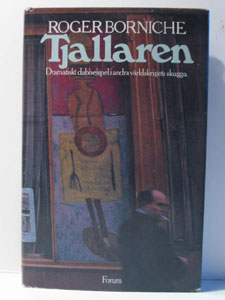 ROGER BORNICHE
Tjallaren
Dramatiskt dubbelspel i andra världskrigets skugga.
Forum